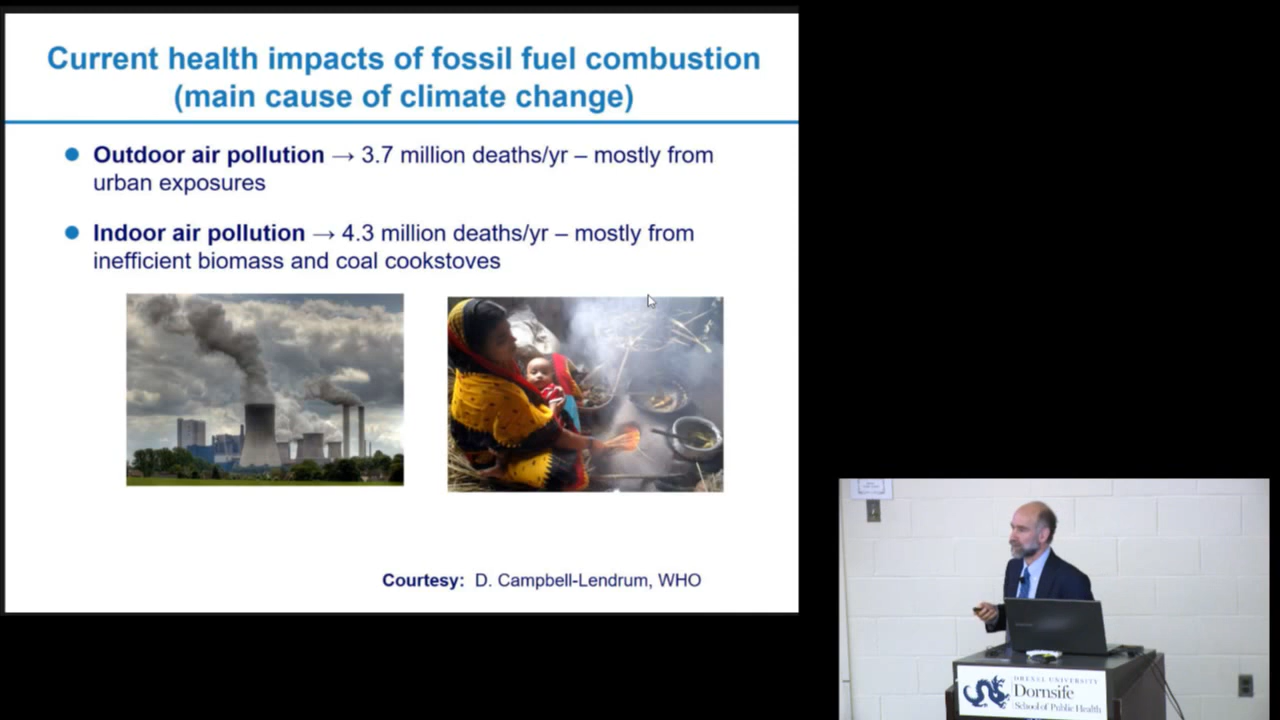 Current health impacts of fossil fuel combustion
(main cause of climate change)
Outdoor air pollution → 3.7 million deaths/yr – mostly from
urban exposures
Indoor air pollution → 4.3 million deaths/yr – mostly from
inefficient biomass and coal cookstoves
Courtesy: D. Campbell-Lendrum, WHO
DREXEL UNIVERSITY
Dornsife
School of Public Health